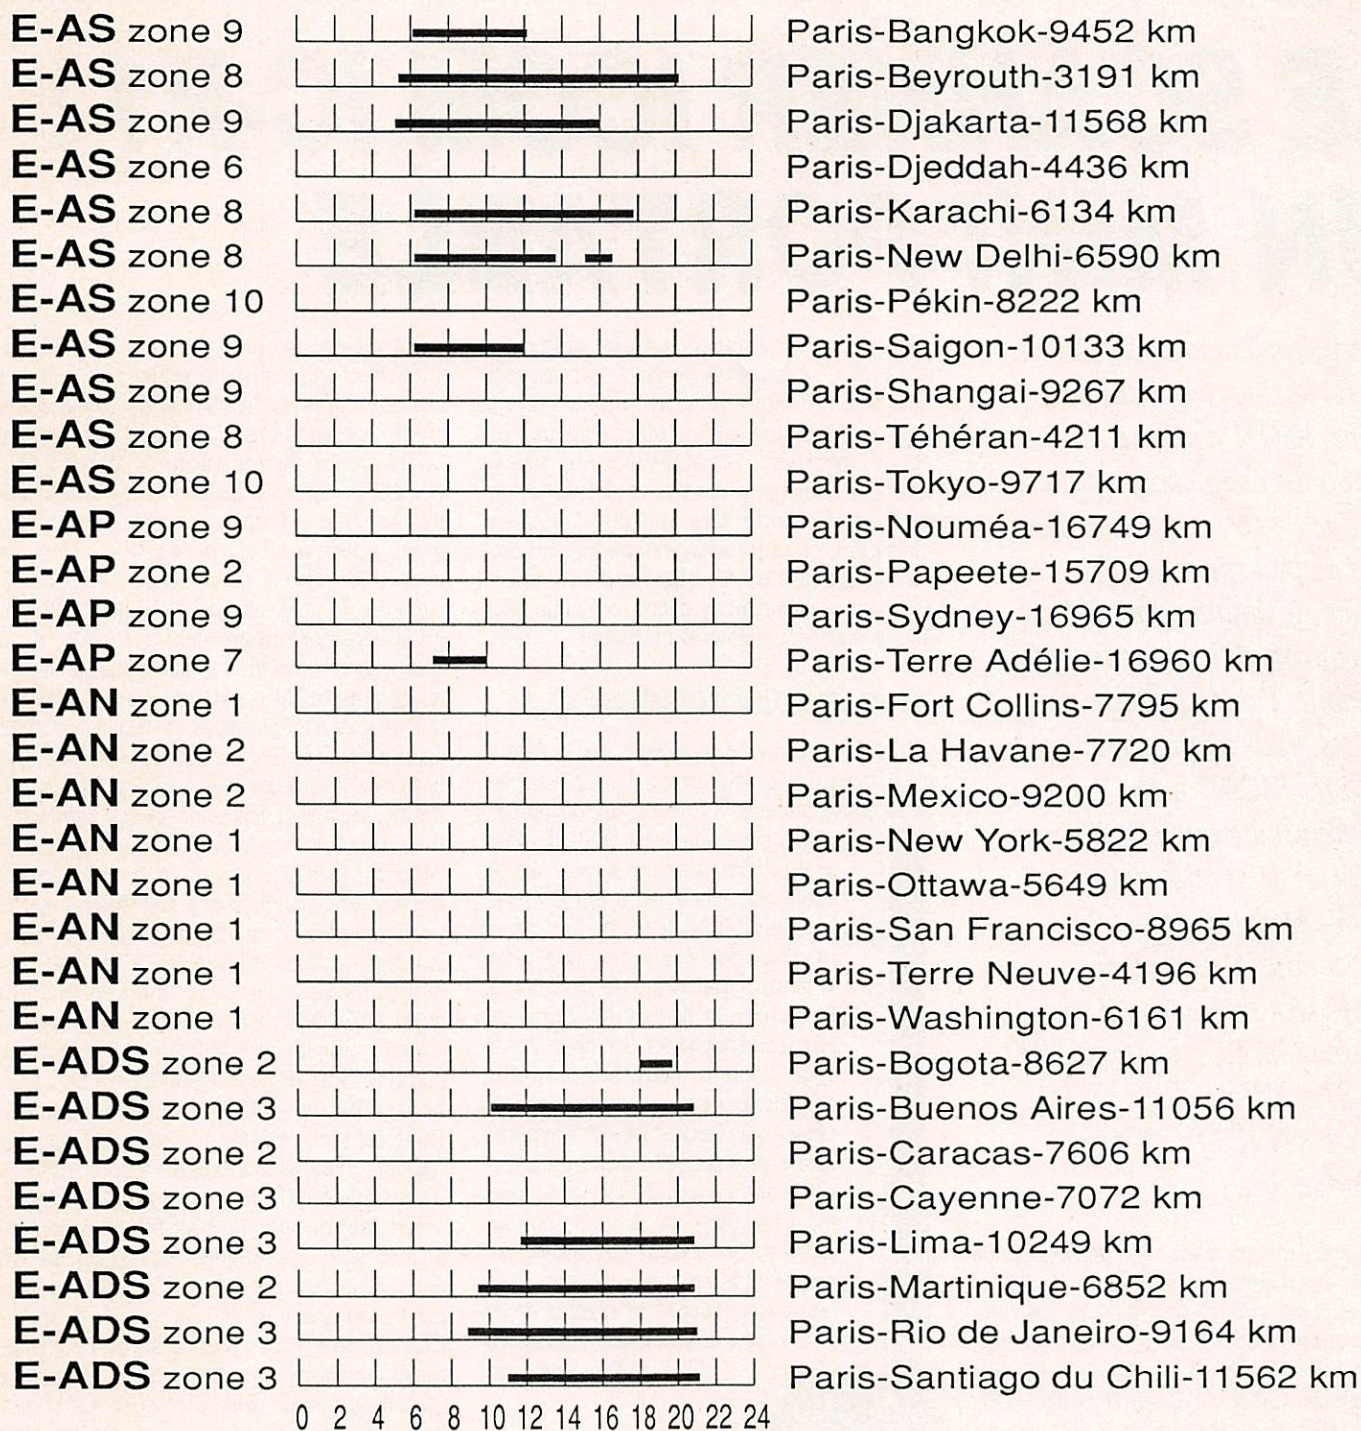 E-AS zone 9 Paris-Bangkok-9452 km
E-AS zone 8 Paris-Beyrouth-3191 km
E-AS zone 9 Paris-Djakarta-11568 km
E-AS zone 6 Paris-Djeddah-4436 km
E-AS zone 8 Paris-Karachi-6134 km
E-AS zone 8 Paris-New Delhi-6590 km
E-AS zone 10 Paris-Pékin-8222 km
E-AS zone 9 Paris-Saigon-10133 km
E-AS zone 9 Paris-Shangai-9267 km
E-AS zone 8 Paris-Téhéran-4211 km
E-AS zone 10 Paris-Tokyo-9717 km
E-AP zone 9 Paris-Nouméa-16749 km
E-AP zone 2 Paris-Papeete-15709 km
E-AP zone 9 Paris-Sydney-16965 km
E-AP zone 7 Paris-Terre Adélie-16960 km
E-AN zone 1 Paris-Fort Collins-7795 km
E-AN zone 2 Paris-La Havane-7720 km
E-AN zone 2 Paris-Mexico-9200 km
E-AN zone 1 Paris-New York-5822 km
E-AN zone 1 Paris-Ottawa-5649 km
E-AN zone 1 Paris-San Francisco-8965 km
E-AN zone 1 Paris-Terre Neuve-4196 km
E-AN zone 1 Paris-Washington-6161 km
E-ADS zone 2 Paris-Bogota-8627 km
E-ADS zone 3 Paris-Buenos Aires-11056 km
E-ADS zone 2 Paris-Caracas-7606 km
E-ADS zone 3 Paris-Cayenne-7072 km
E-ADS zone 3 Paris-Lima-10249 km
E-ADS zone 2 Paris-Martinique-6852 km
E-ADS zone 3 Paris-Rio de Janeiro-9164 km
E-ADS zone 3 Paris-Santiago du Chili-11562 km
0 2 4 6 8 10 12 14 16 18 20 22 24